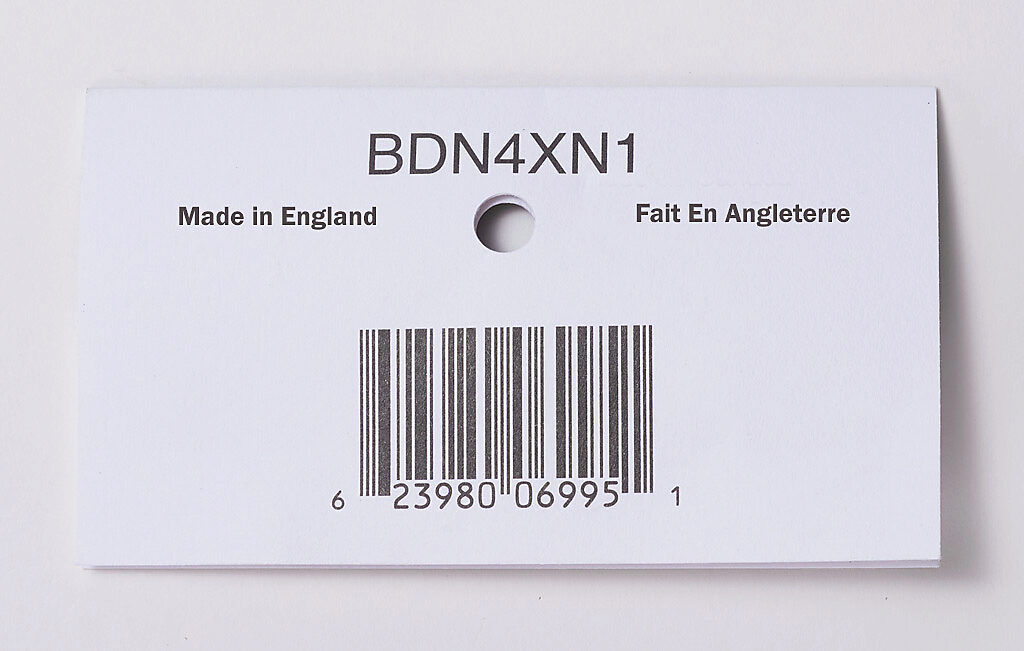 BDN4XN1
Made in England
Fait En Angleterre
6 23980 06995 1